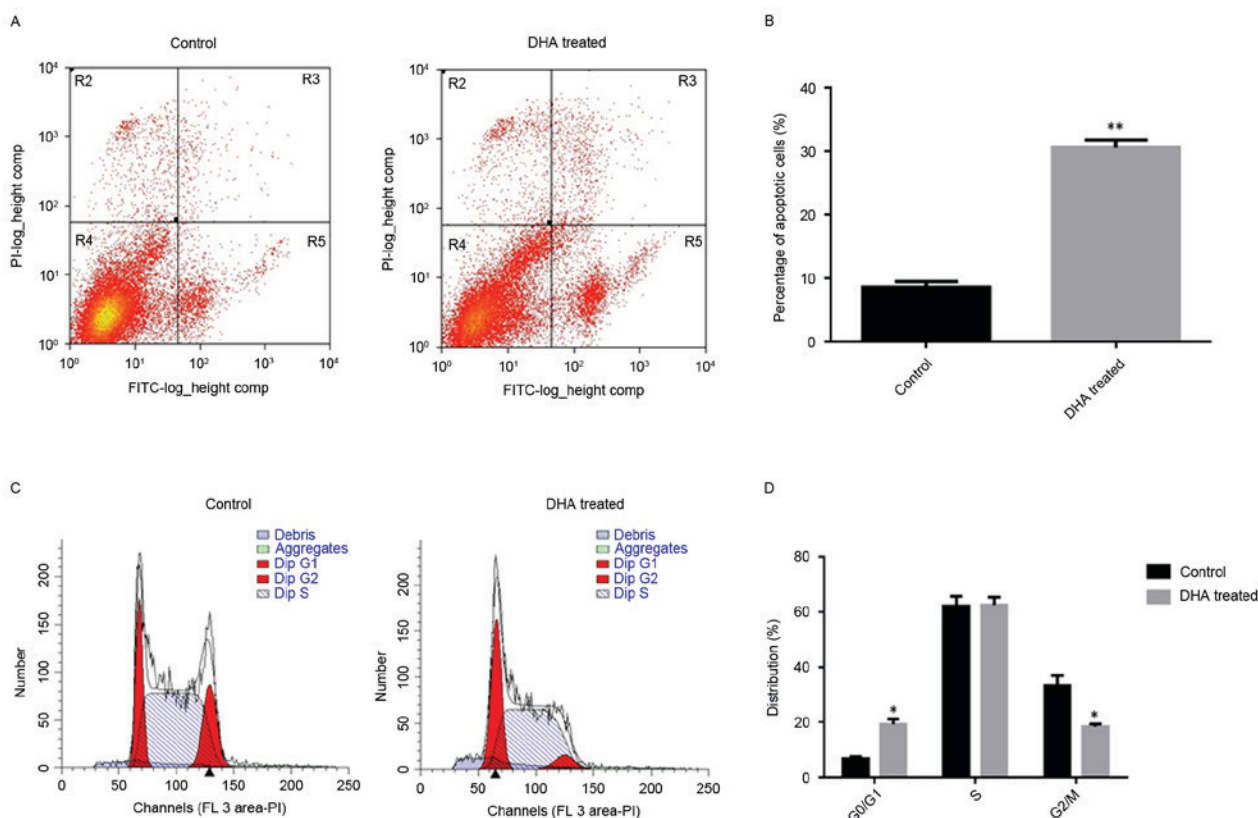 A
Control
R2
R3
R4
R5
10⁴
10³
10²
10¹
10⁰
PI-log_height comp
10⁰ 10¹ 10² 10³ 10⁴
FITC-log_height comp
DHA treated
R2
R3
R4
R5
10⁴
10³
10²
10¹
10⁰
PI-log_height comp
10⁰ 10¹ 10² 10³ 10⁴
FITC-log_height comp
B
40
30
20
10
0
Percentage of apoptotic cells (%)
**
Control
DHA treated
C
Control
Debris
Aggregates
Dip G1
Dip G2
Dip S
200
150
100
50
0
Number
0 50 100 150 200 250
Channels (FL 3 area-PI)
DHA treated
Debris
Aggregates
Dip G1
Dip G2
Dip S
200
150
100
50
0
Number
0 50 100 150 200 250
Channels (FL 3 area-PI)
D
Control
DHA treated
80
60
40
20
0
Distribution (%)
*
*
G0/G1
S
G2/M